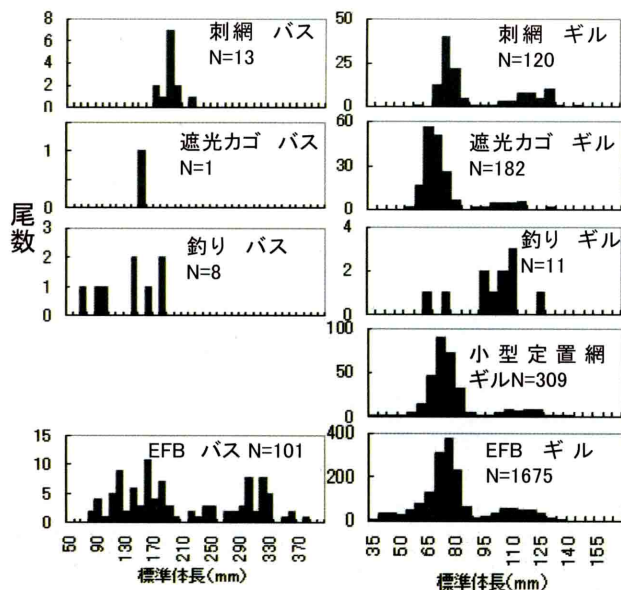 尾数
8
6
4
2
0
刺網 バス
N=13
50
25
0
刺網 ギル
N=120
1
0
遮光カゴ バス
N=1
60
30
0
遮光カゴ ギル
N=182
3
2
1
0
釣り バス
N=8
4
2
0
釣り ギル
N=11
100
50
0
小型定置網
ギルN=309
15
10
5
0
EFB バス N=101
50 90 130 170 210 250 290 330 370
標準体長(mm)
400
200
0
EFB ギル
N=1675
35 50 65 80 95 110 125 140 155
標準体長(mm)